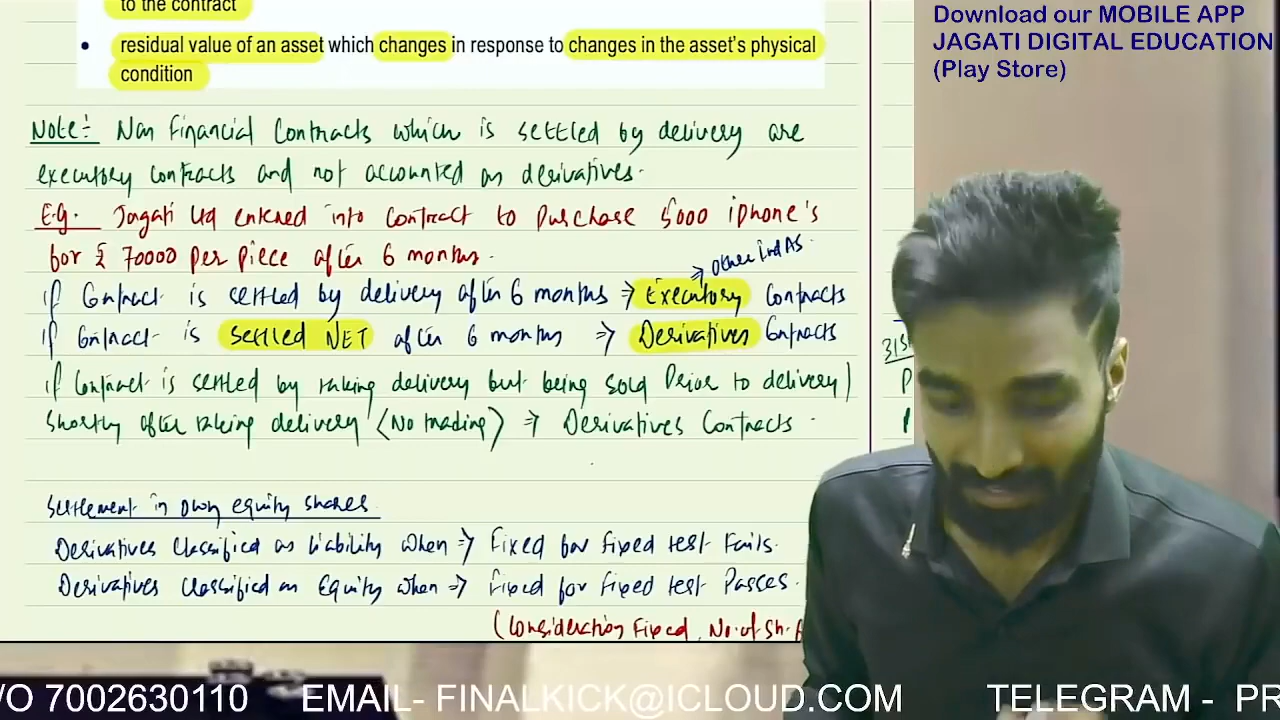 to the contract
• residual value of an asset which changes in response to changes in the asset's physical
condition
Note:- Non Financial Contracts which is settled by delivery are
executory contracts and not accounted as derivatives.
E.g. Jagati Ltd entered into contract to purchase 5000 iphone's
for ₹ 70000 per piece after 6 months.
⇒ other Ind AS.
if Contract is settled by delivery after 6 months ⇒ Executory Contracts
if Contract is settled NET after 6 months ⇒ Derivatives Contracts
if Contract is settled by taking delivery but being sold Prior to delivery/
shortly after taking delivery (No trading) ⇒ Derivatives Contracts.
Settlement in own equity shares
Derivatives classified as liability when ⇒ Fixed for fixed test Fails.
Derivatives classified as Equity when ⇒ Fixed for fixed test Passes.
(Consideration Fixed, No. of Sh.
31st
P
Download our MOBILE APP
JAGATI DIGITAL EDUCATION
(Play Store)
/O 7002630110 EMAIL- FINALKICK@ICLOUD.COM TELEGRAM - PR